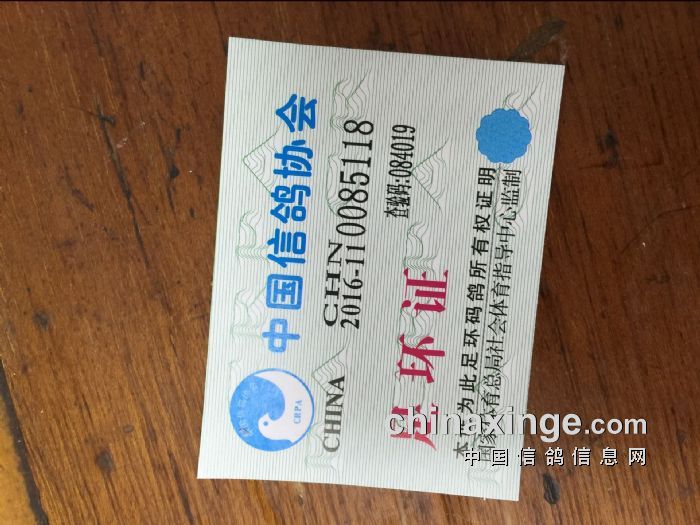 中国信鸽协会
CRPA
CHINA
CHN
2016-11 0085118
足环证
查验码:084019
本证为此足环码鸽所有权证明
国家体育总局社会体育指导中心监制
chinaxinge.com
中国信鸽信息网